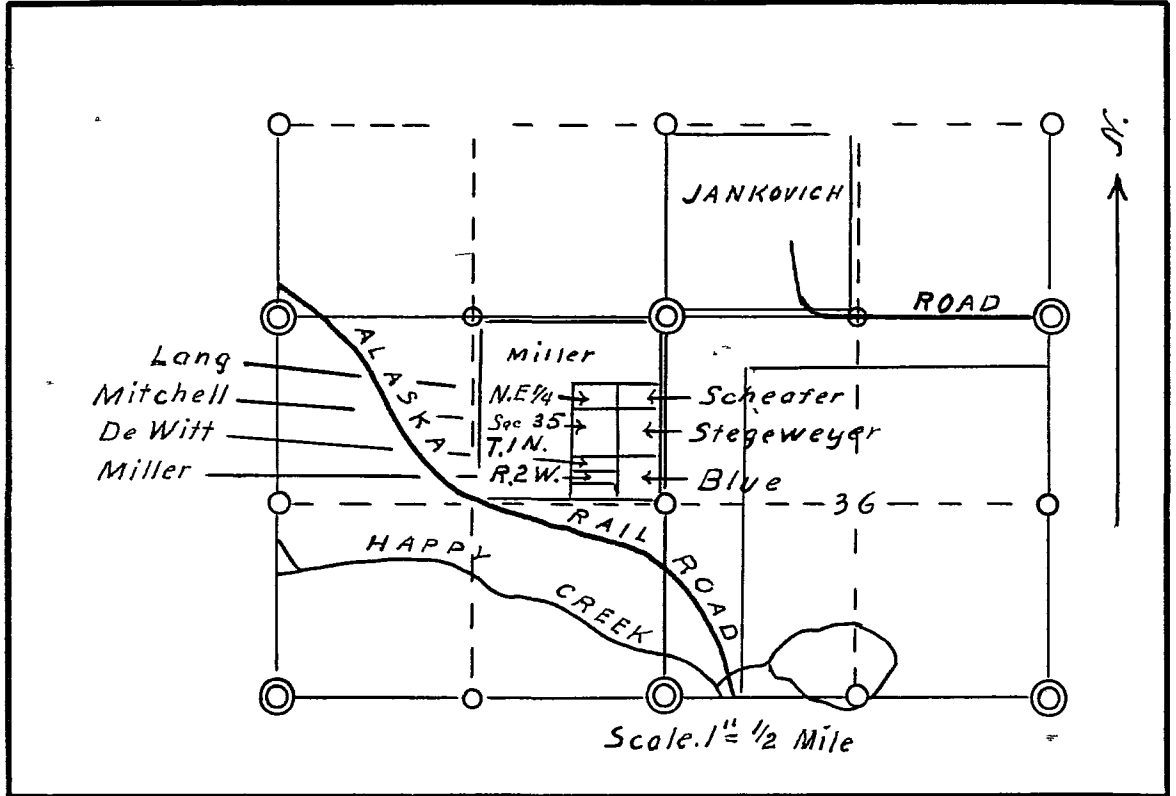 N
JANKOVICH
ROAD
ALASKA
Lang
Mitchell
De Witt
Miller
Miller
N.E 1/4
Sec 35
T.1N.
R.2W.
Scheafer
Stegeweyer
Blue
36
RAIL ROAD
HAPPY CREEK
Scale.1"= 1/2 Mile